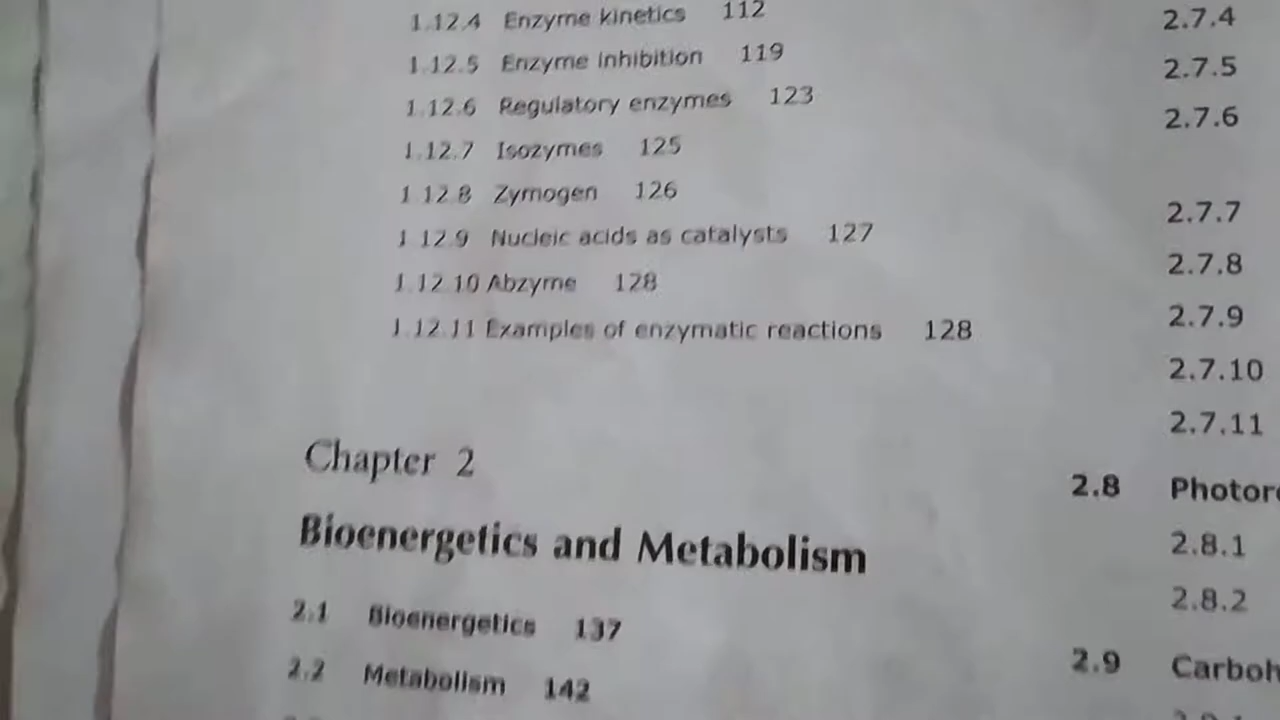 1.12.4 Enzyme kinetics 112
1.12.5 Enzyme inhibition 119
1.12.6 Regulatory enzymes 123
1.12.7 Isozymes 125
1.12.8 Zymogen 126
1.12.9 Nucleic acids as catalysts 127
1.12.10 Abzyme 128
1.12.11 Examples of enzymatic reactions 128
Chapter 2
Bioenergetics and Metabolism
2.1 Bioenergetics 137
2.2 Metabolism 142
2.7.4
2.7.5
2.7.6
2.7.7
2.7.8
2.7.9
2.7.10
2.7.11
2.8
2.8.1
2.8.2
2.9